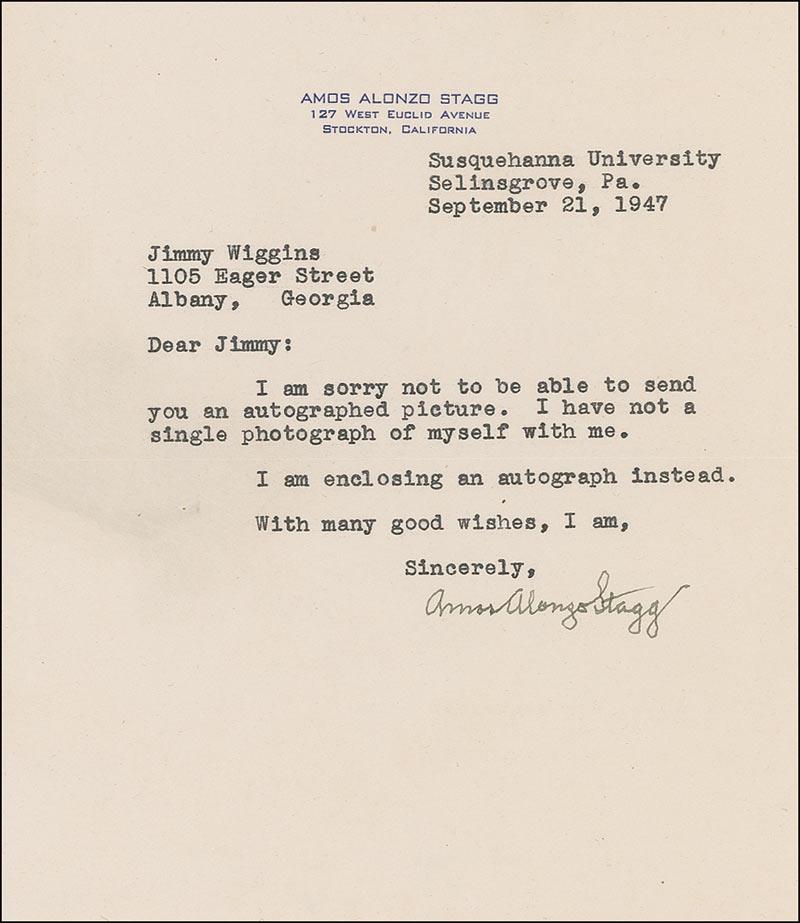 AMOS ALONZO STAGG
127 WEST EUCLID AVENUE
STOCKTON, CALIFORNIA
Susquehanna University
Selinsgrove, Pa.
September 21, 1947
Jimmy Wiggins
1105 Eager Street
Albany, Georgia
Dear Jimmy:
I am sorry not to be able to send
you an autographed picture. I have not a
single photograph of myself with me.
I am enclosing an autograph instead.
With many good wishes, I am,
Sincerely,
Amos Alonzo Stagg